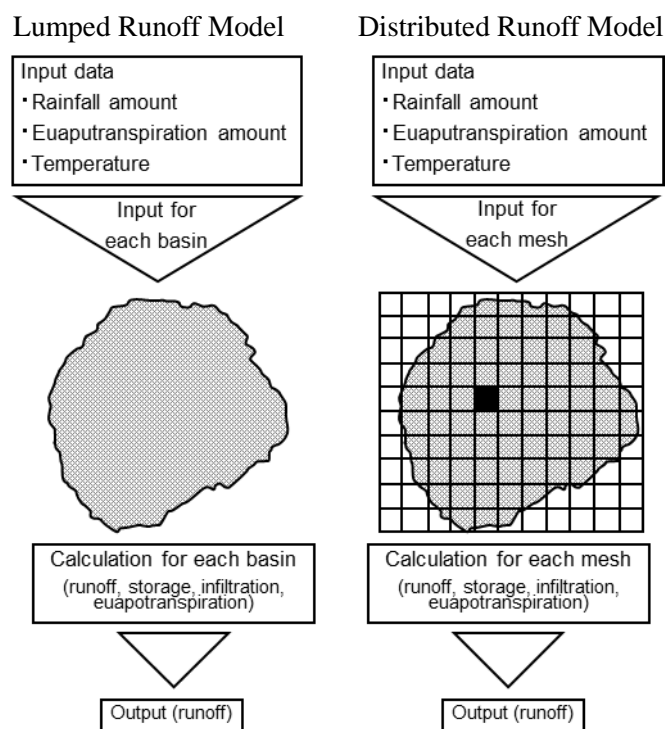 Lumped Runoff Model
Input data
・Rainfall amount
・Euaputranspiration amount
・Temperature
Input for
each basin
Calculation for each basin
(runoff, storage, infiltration,
euapotranspiration)
Output (runoff)
Distributed Runoff Model
Input data
・Rainfall amount
・Euaputranspiration amount
・Temperature
Input for
each mesh
Calculation for each mesh
(runoff, storage, infiltration,
euapotranspiration)
Output (runoff)